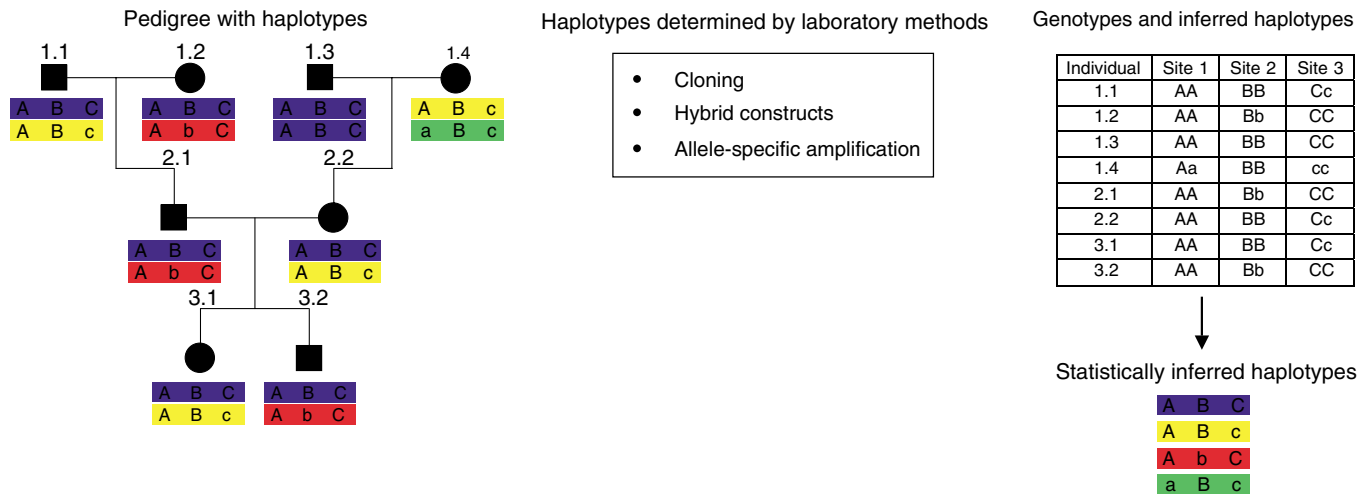 Pedigree with haplotypes
1.1 1.2 1.3 1.4
A B C A B C A B C A B c
A B c A b C A B C a B c
2.1 2.2
A B C A B C
A b C A B c
3.1 3.2
A B C A B C
A B c A b C
Haplotypes determined by laboratory methods
• Cloning
• Hybrid constructs
• Allele-specific amplification
Genotypes and inferred haplotypes
Individual Site 1 Site 2 Site 3
1.1 AA BB Cc
1.2 AA Bb CC
1.3 AA BB CC
1.4 Aa BB cc
2.1 AA Bb CC
2.2 AA BB Cc
3.1 AA BB Cc
3.2 AA Bb CC
Statistically inferred haplotypes
A B C
A B c
A b C
a B c